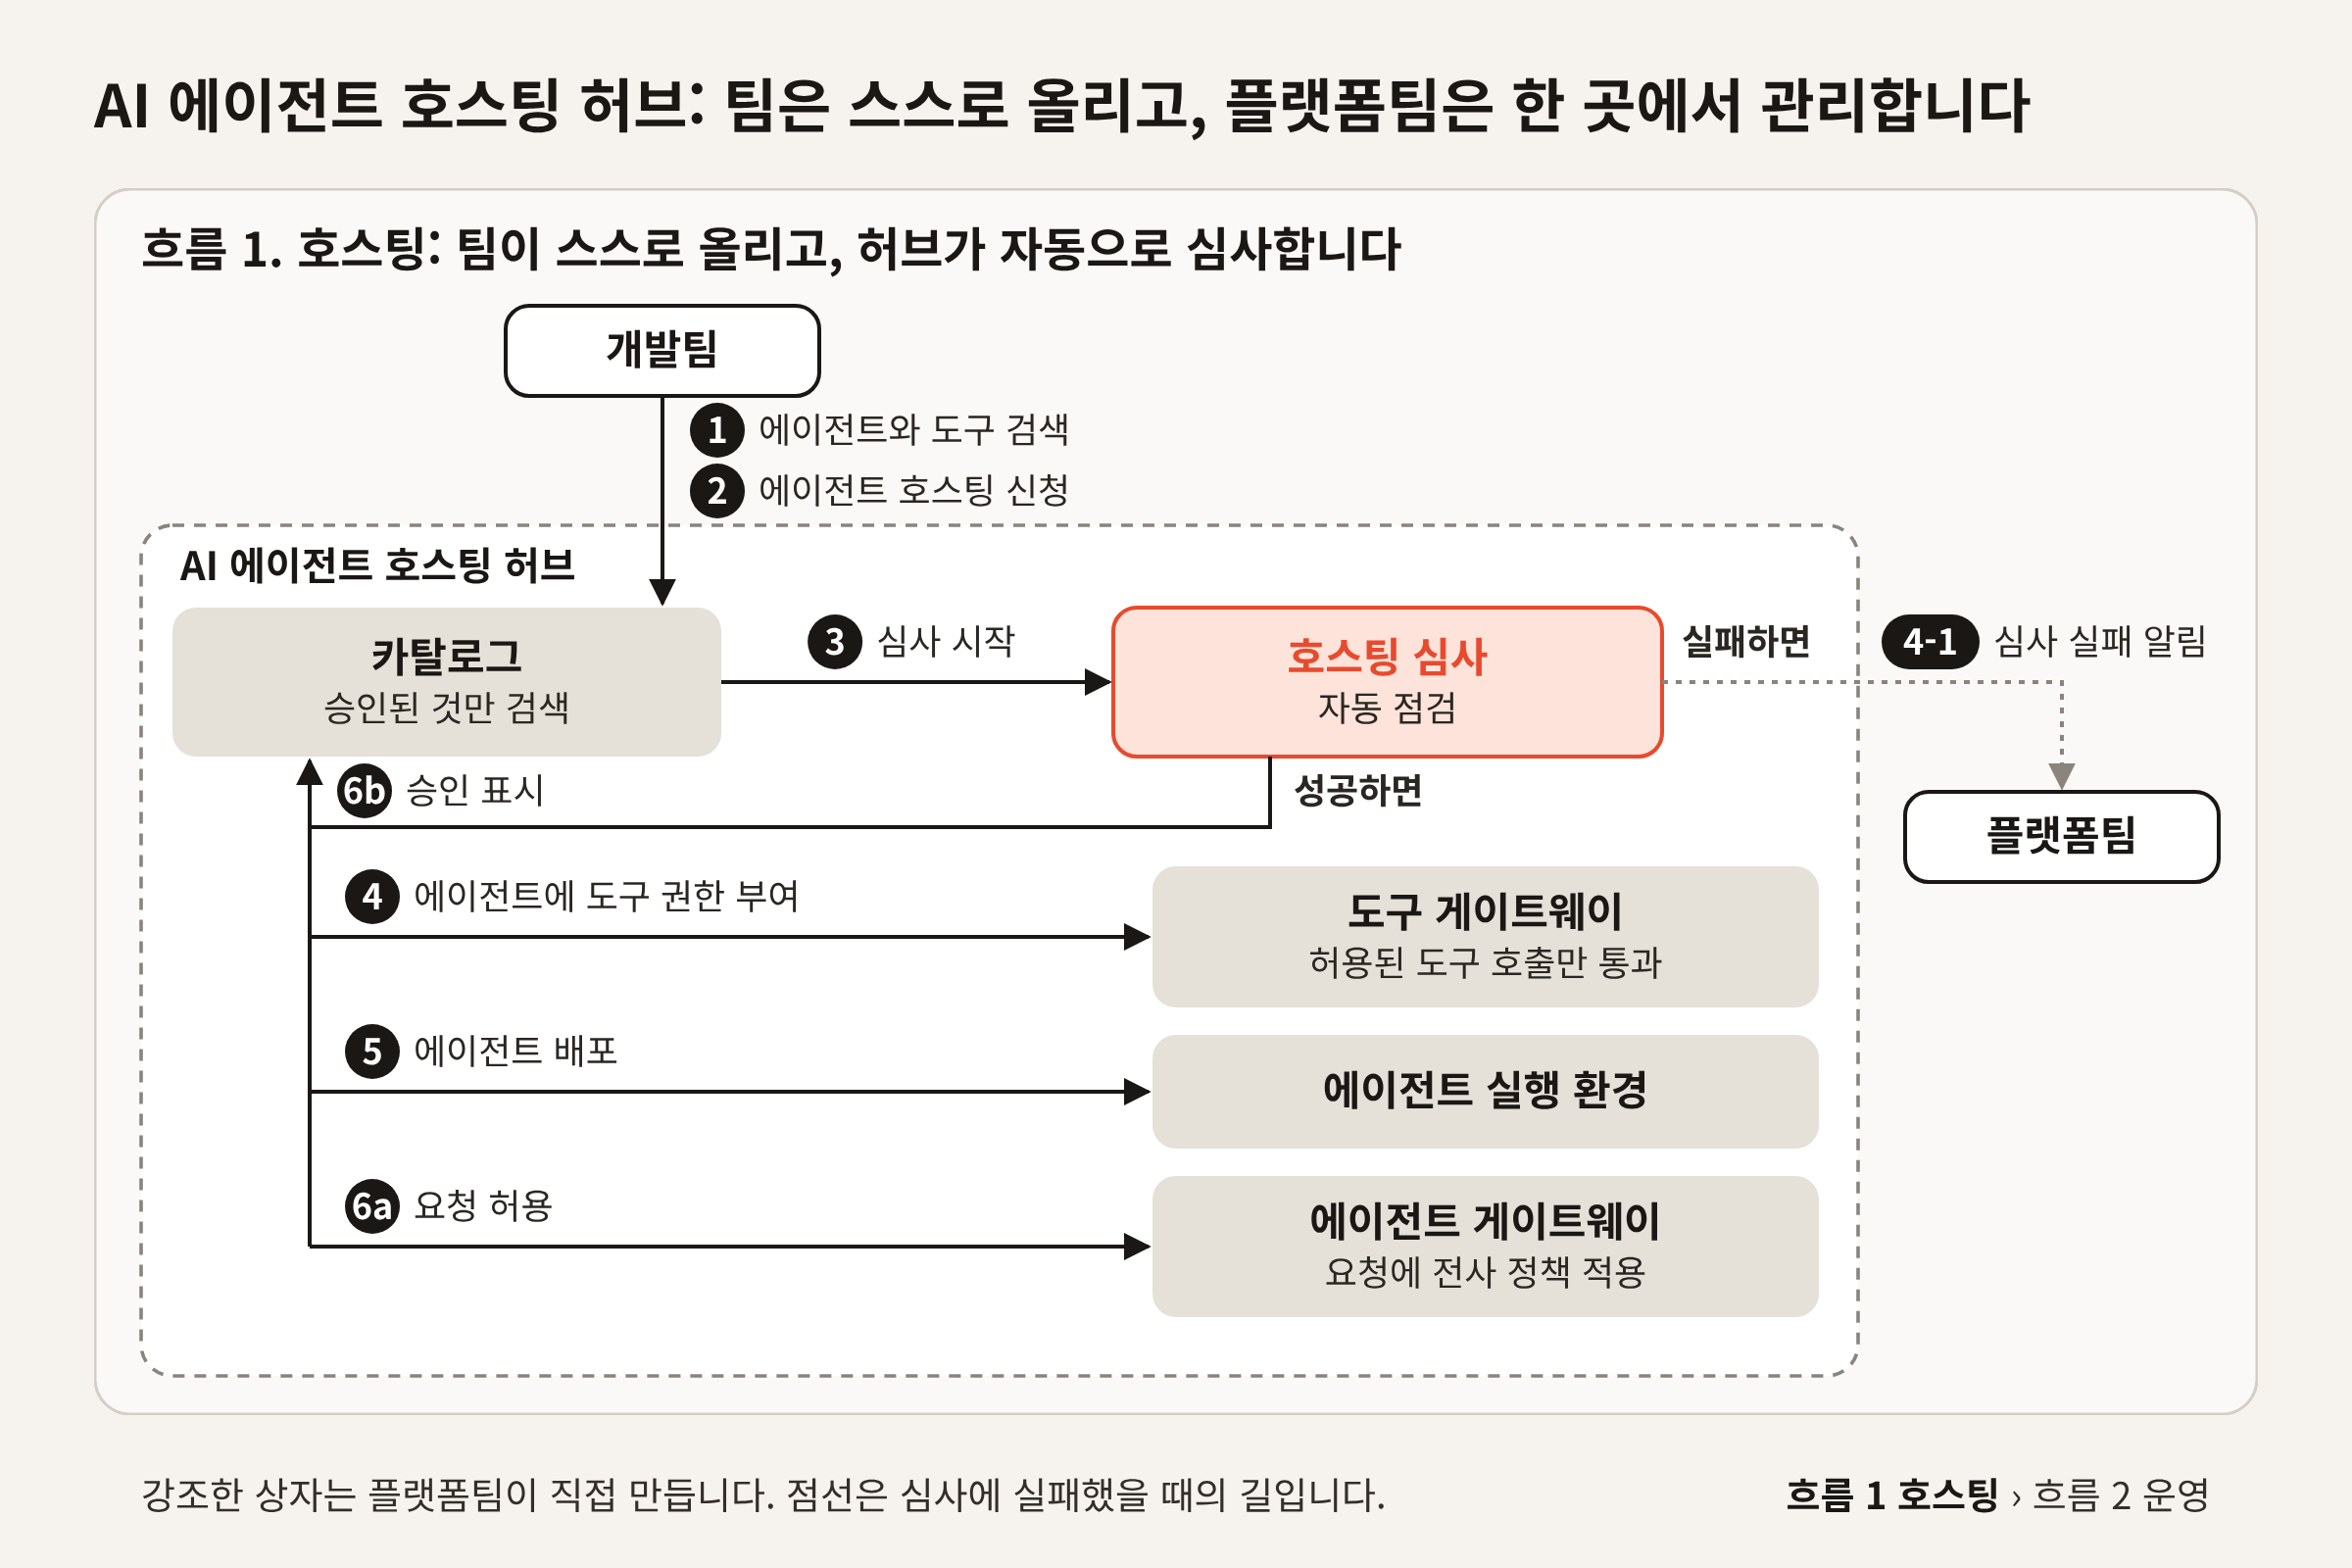 AI 에이전트 호스팅 허브: 팀은 스스로 올리고, 플랫폼팀은 한 곳에서 관리합니다
흐름 1. 호스팅: 팀이 스스로 올리고, 허브가 자동으로 심사합니다
개발팀
1 에이전트와 도구 검색
2 에이전트 호스팅 신청
AI 에이전트 호스팅 허브
카탈로그
승인된 것만 검색
3 심사 시작
호스팅 심사
자동 점검
실패하면
4-1 심사 실패 알림
플랫폼팀
6b 승인 표시
성공하면
4 에이전트에 도구 권한 부여
도구 게이트웨이
허용된 도구 호출만 통과
5 에이전트 배포
에이전트 실행 환경
6a 요청 허용
에이전트 게이트웨이
요청에 전사 정책 적용
강조한 상자는 플랫폼팀이 직접 만듭니다. 점선은 심사에 실패했을 때의 길입니다.
흐름 1 호스팅 › 흐름 2 운영